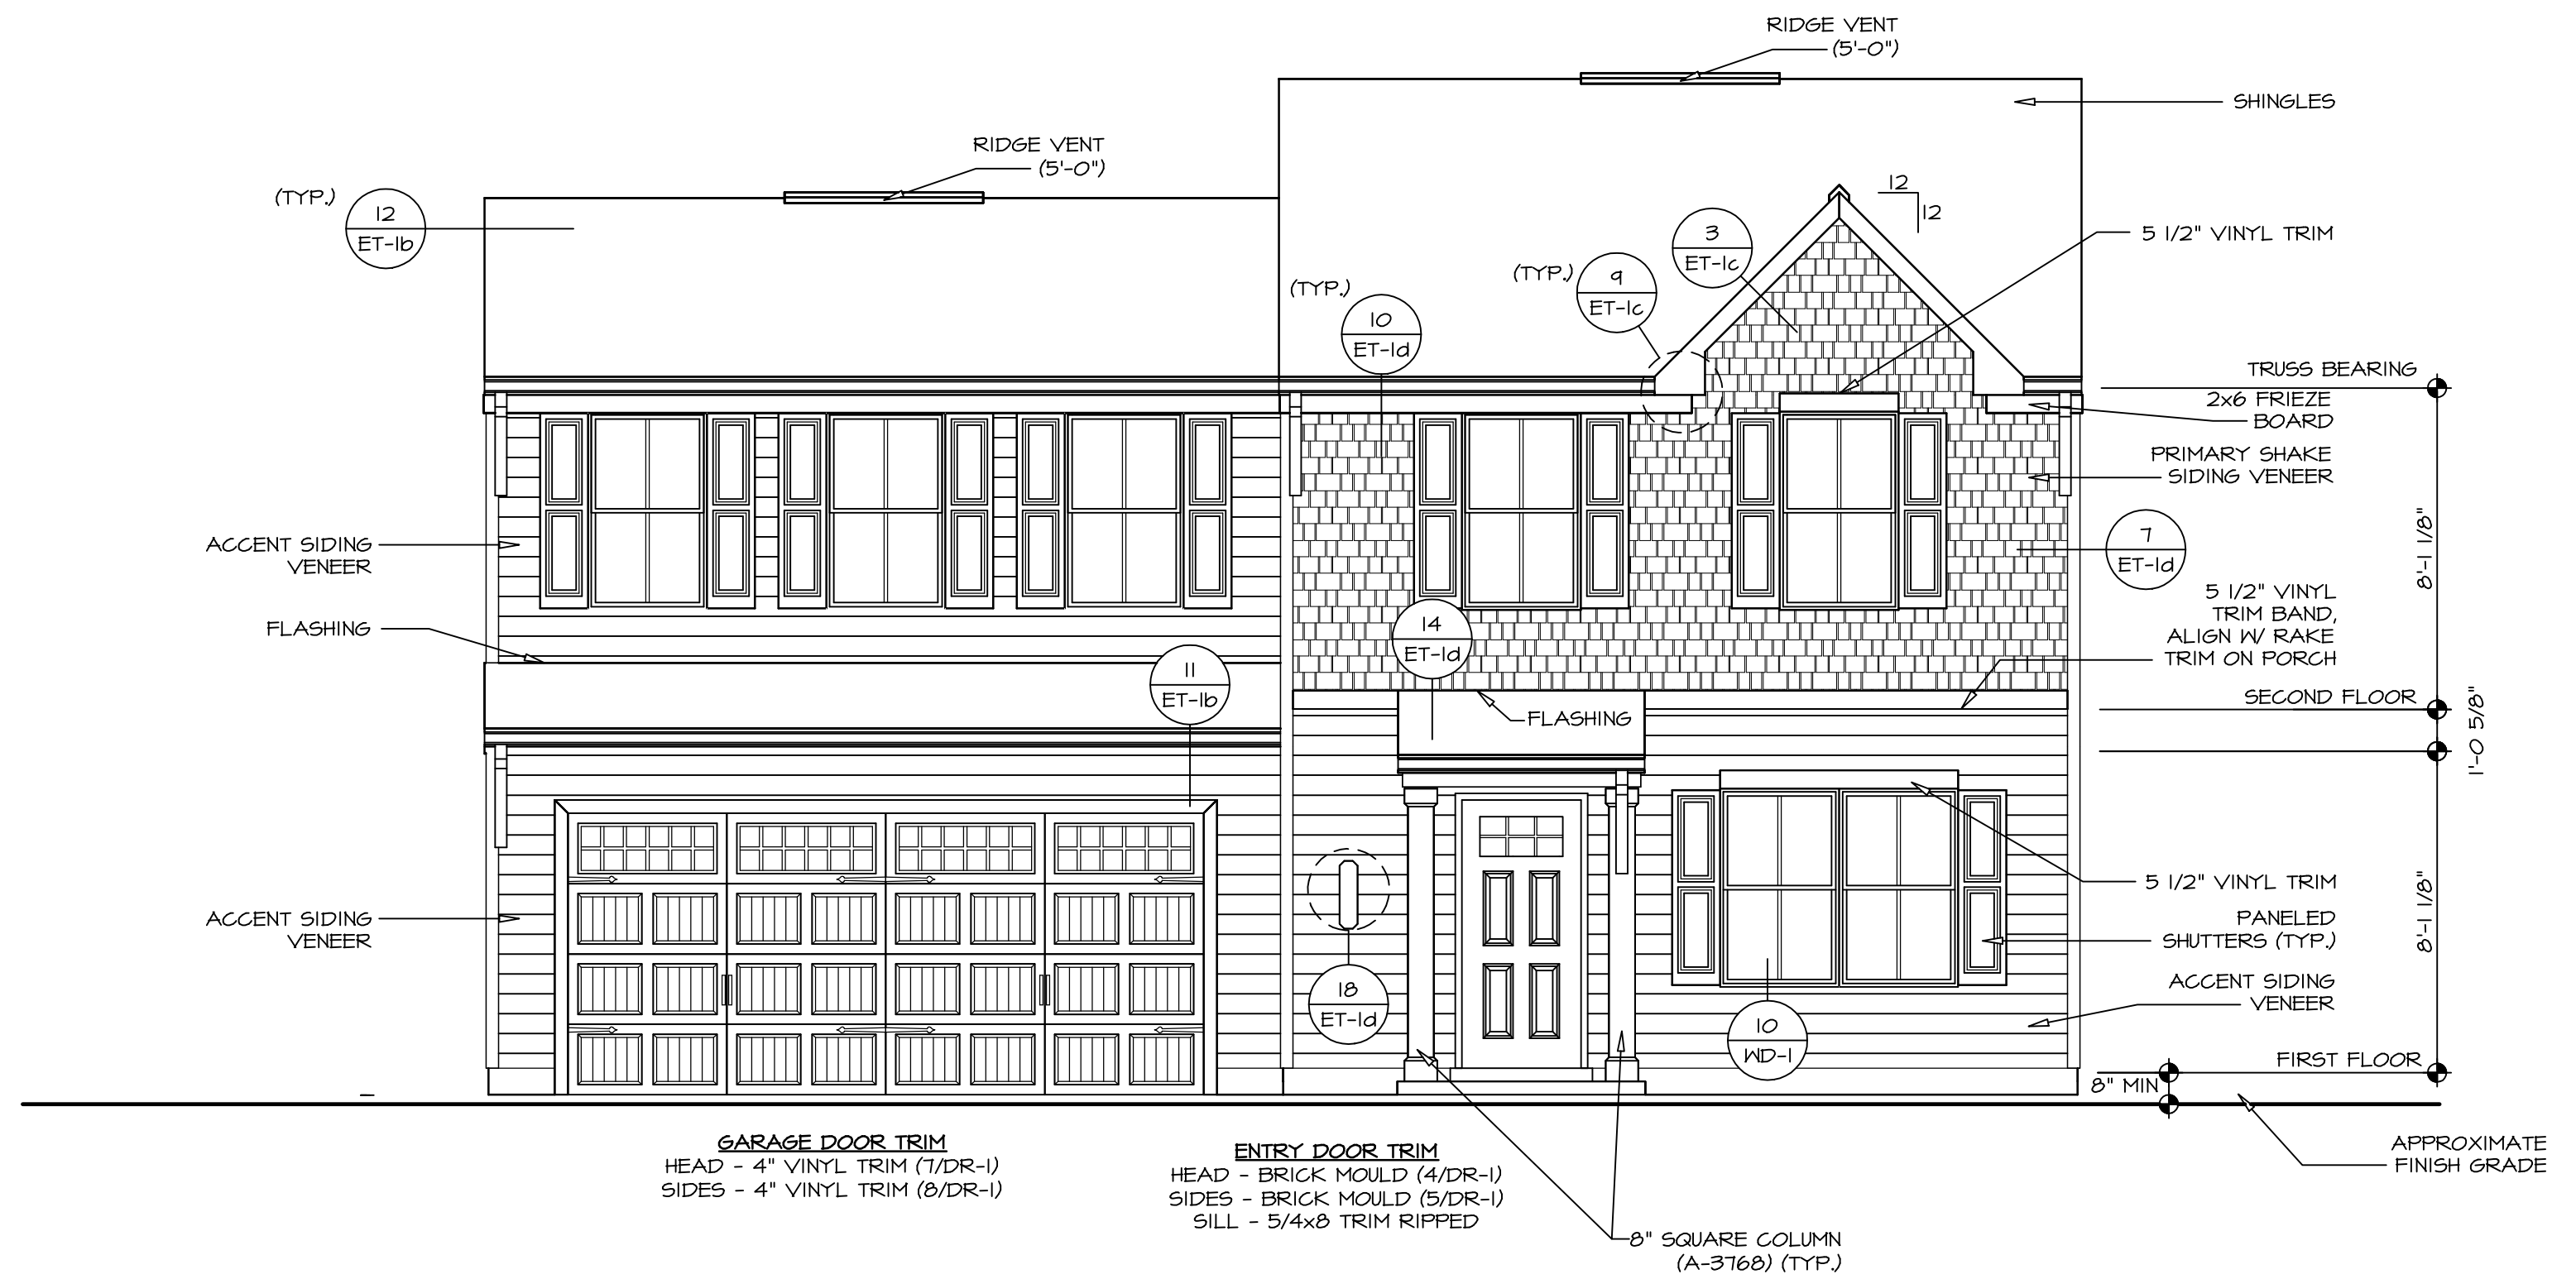 RIDGE VENT
(5'-0")
SHINGLES
RIDGE VENT
(5'-0")
(TYP.)
12
ET-1b
12
12
5 1/2" VINYL TRIM
3
ET-1c
(TYP.)
9
ET-1c
(TYP.)
10
ET-1d
TRUSS BEARING
2x6 FRIEZE
BOARD
PRIMARY SHAKE
SIDING VENEER
8'-1 1/8"
7
ET-1d
ACCENT SIDING
VENEER
5 1/2" VINYL
TRIM BAND,
ALIGN W/ RAKE
TRIM ON PORCH
FLASHING
14
ET-1d
11
ET-1b
FLASHING
SECOND FLOOR
1'-0 5/8"
5 1/2" VINYL TRIM
PANELED
SHUTTERS (TYP.)
8'-1 1/8"
ACCENT SIDING
VENEER
ACCENT SIDING
VENEER
18
ET-1d
10
WD-1
FIRST FLOOR
8" MIN
GARAGE DOOR TRIM
HEAD - 4" VINYL TRIM (7/DR-1)
SIDES - 4" VINYL TRIM (8/DR-1)
ENTRY DOOR TRIM
HEAD - BRICK MOULD (4/DR-1)
SIDES - BRICK MOULD (5/DR-1)
SILL - 5/4x8 TRIM RIPPED
APPROXIMATE
FINISH GRADE
8" SQUARE COLUMN
(A-3768) (TYP.)